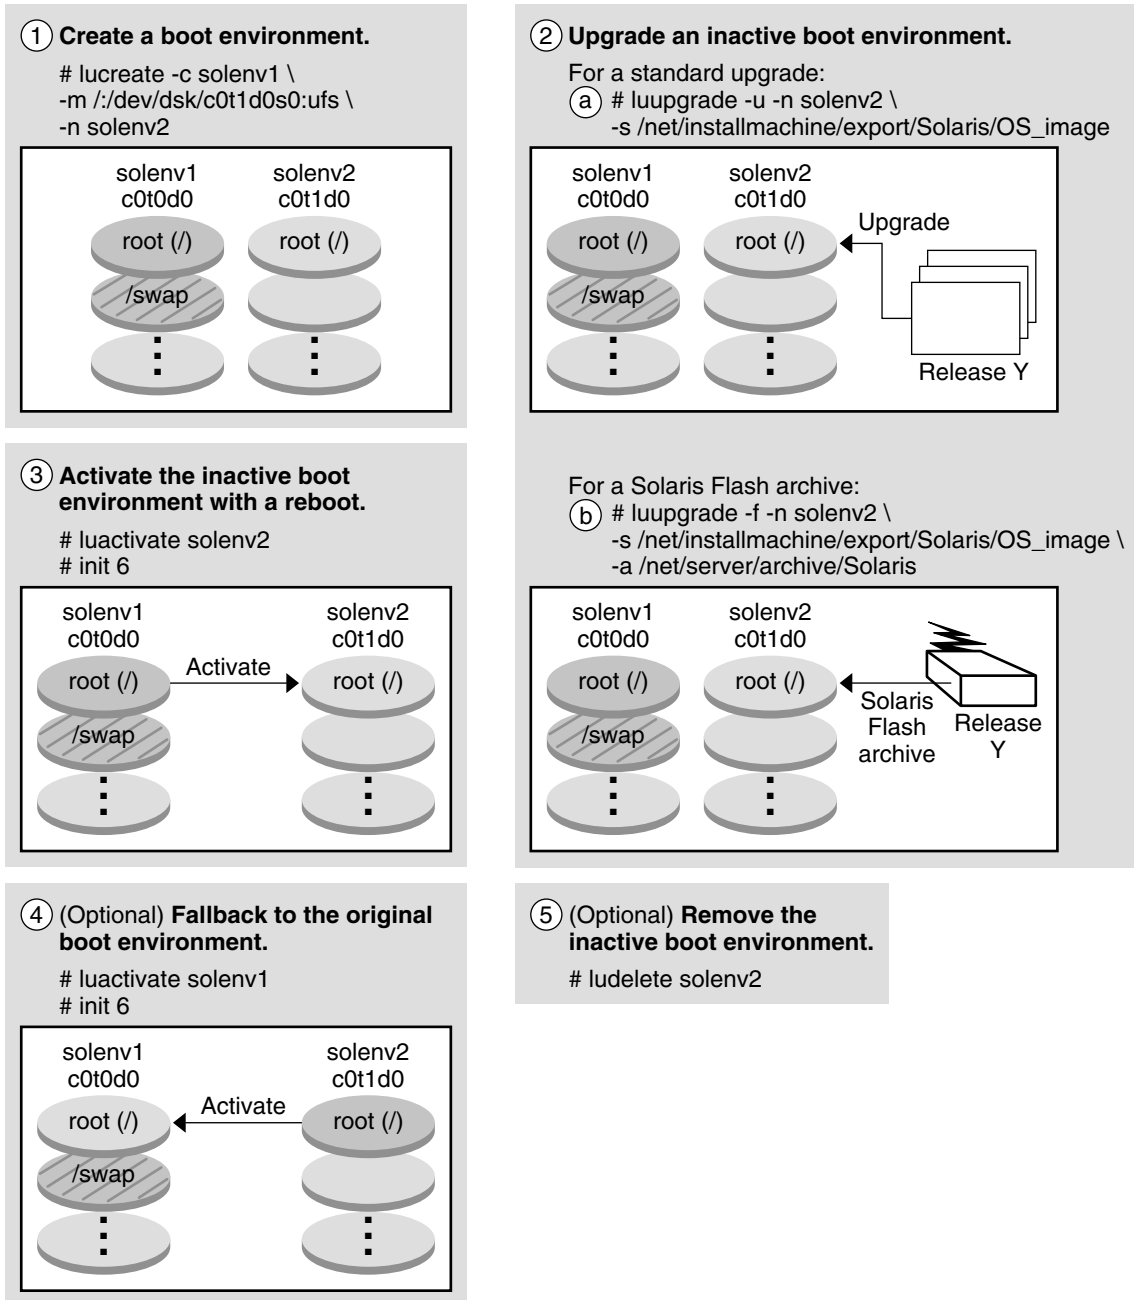 1 Create a boot environment.
# lucreate -c solenv1 \
-m /:/dev/dsk/c0t1d0s0:ufs \
-n solenv2
solenv1
c0t0d0
solenv2
c0t1d0
root (/)
root (/)
/swap
2 Upgrade an inactive boot environment.
For a standard upgrade:
a # luupgrade -u -n solenv2 \
-s /net/installmachine/export/Solaris/OS_image
solenv1
c0t0d0
solenv2
c0t1d0
root (/)
root (/)
/swap
Upgrade
Release Y
For a Solaris Flash archive:
b # luupgrade -f -n solenv2 \
-s /net/installmachine/export/Solaris/OS_image \
-a /net/server/archive/Solaris
solenv1
c0t0d0
solenv2
c0t1d0
root (/)
root (/)
/swap
Solaris
Flash
archive
Release
Y
3 Activate the inactive boot
environment with a reboot.
# luactivate solenv2
# init 6
solenv1
c0t0d0
solenv2
c0t1d0
root (/)
Activate
root (/)
/swap
4 (Optional) Fallback to the original
boot environment.
# luactivate solenv1
# init 6
solenv1
c0t0d0
solenv2
c0t1d0
root (/)
Activate
root (/)
/swap
5 (Optional) Remove the
inactive boot environment.
# ludelete solenv2